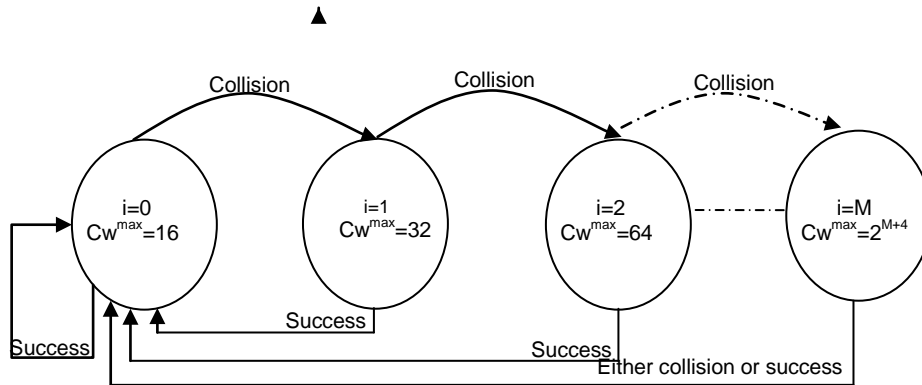 Collision
Collision
Collision
i=0
Cw^max=16
i=1
Cw^max=32
i=2
Cw^max=64
i=M
Cw^max=2^M+4
Success
Success
Success
Either collision or success